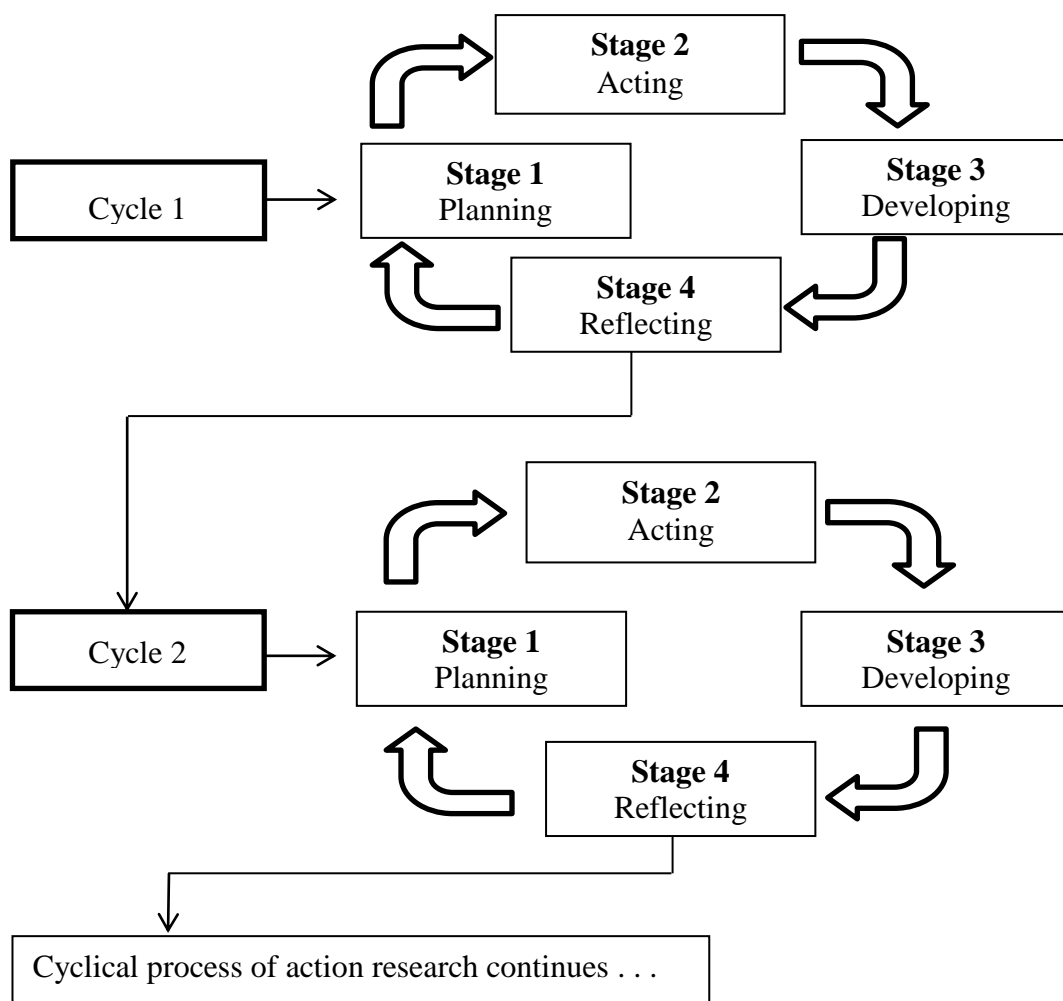 Stage 2
Acting
Cycle 1
Stage 1
Planning
Stage 3
Developing
Stage 4
Reflecting
Stage 2
Acting
Cycle 2
Stage 1
Planning
Stage 3
Developing
Stage 4
Reflecting
Cyclical process of action research continues . . .